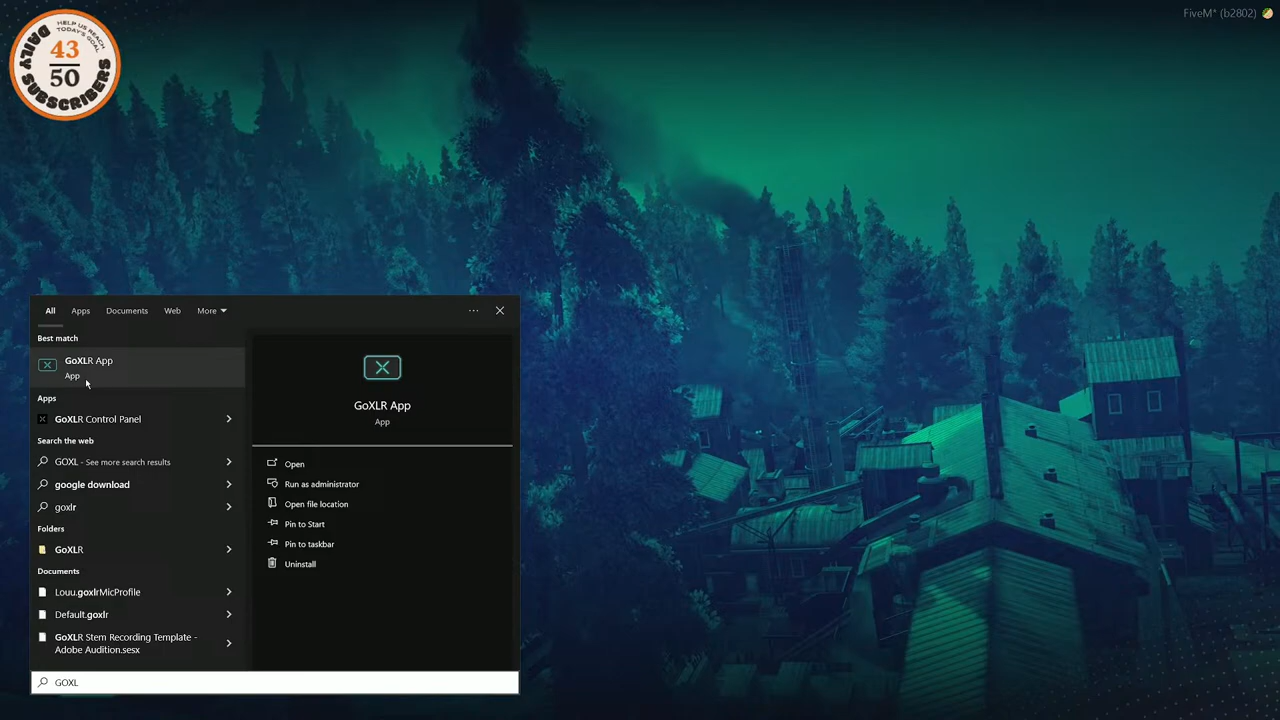 HELP US REACH
TODAY'S GOAL
43
50
DAILY SUBSCRIBERS
FiveM* (b2802)
All
Apps
Documents
Web
More
···
Best match
GoXLR App
App
Apps
GoXLR Control Panel
Search the web
GOXL - See more search results
google download
goxlr
Folders
GoXLR
Documents
Louu.goxlrMicProfile
Default.goxlr
GoXLR Stem Recording Template -
Adobe Audition.sesx
GoXLR App
App
Open
Run as administrator
Open file location
Pin to Start
Pin to taskbar
Uninstall
GOXL